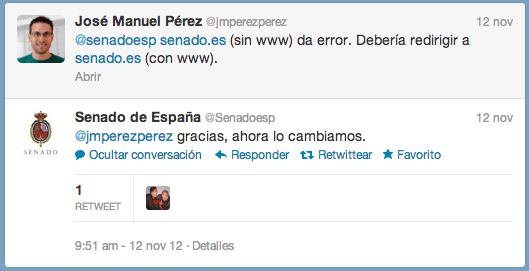 José Manuel Pérez @jmperezperez 12 nov
@senadoesp senado.es (sin www) da error. Debería redirigir a
senado.es (con www).
Abrir
Senado de España @Senadoesp 12 nov
@jmperezperez gracias, ahora lo cambiamos.
Ocultar conversación Responder Retwittear Favorito
SENADO
1
RETWEET
9:51 am - 12 nov 12 · Detalles